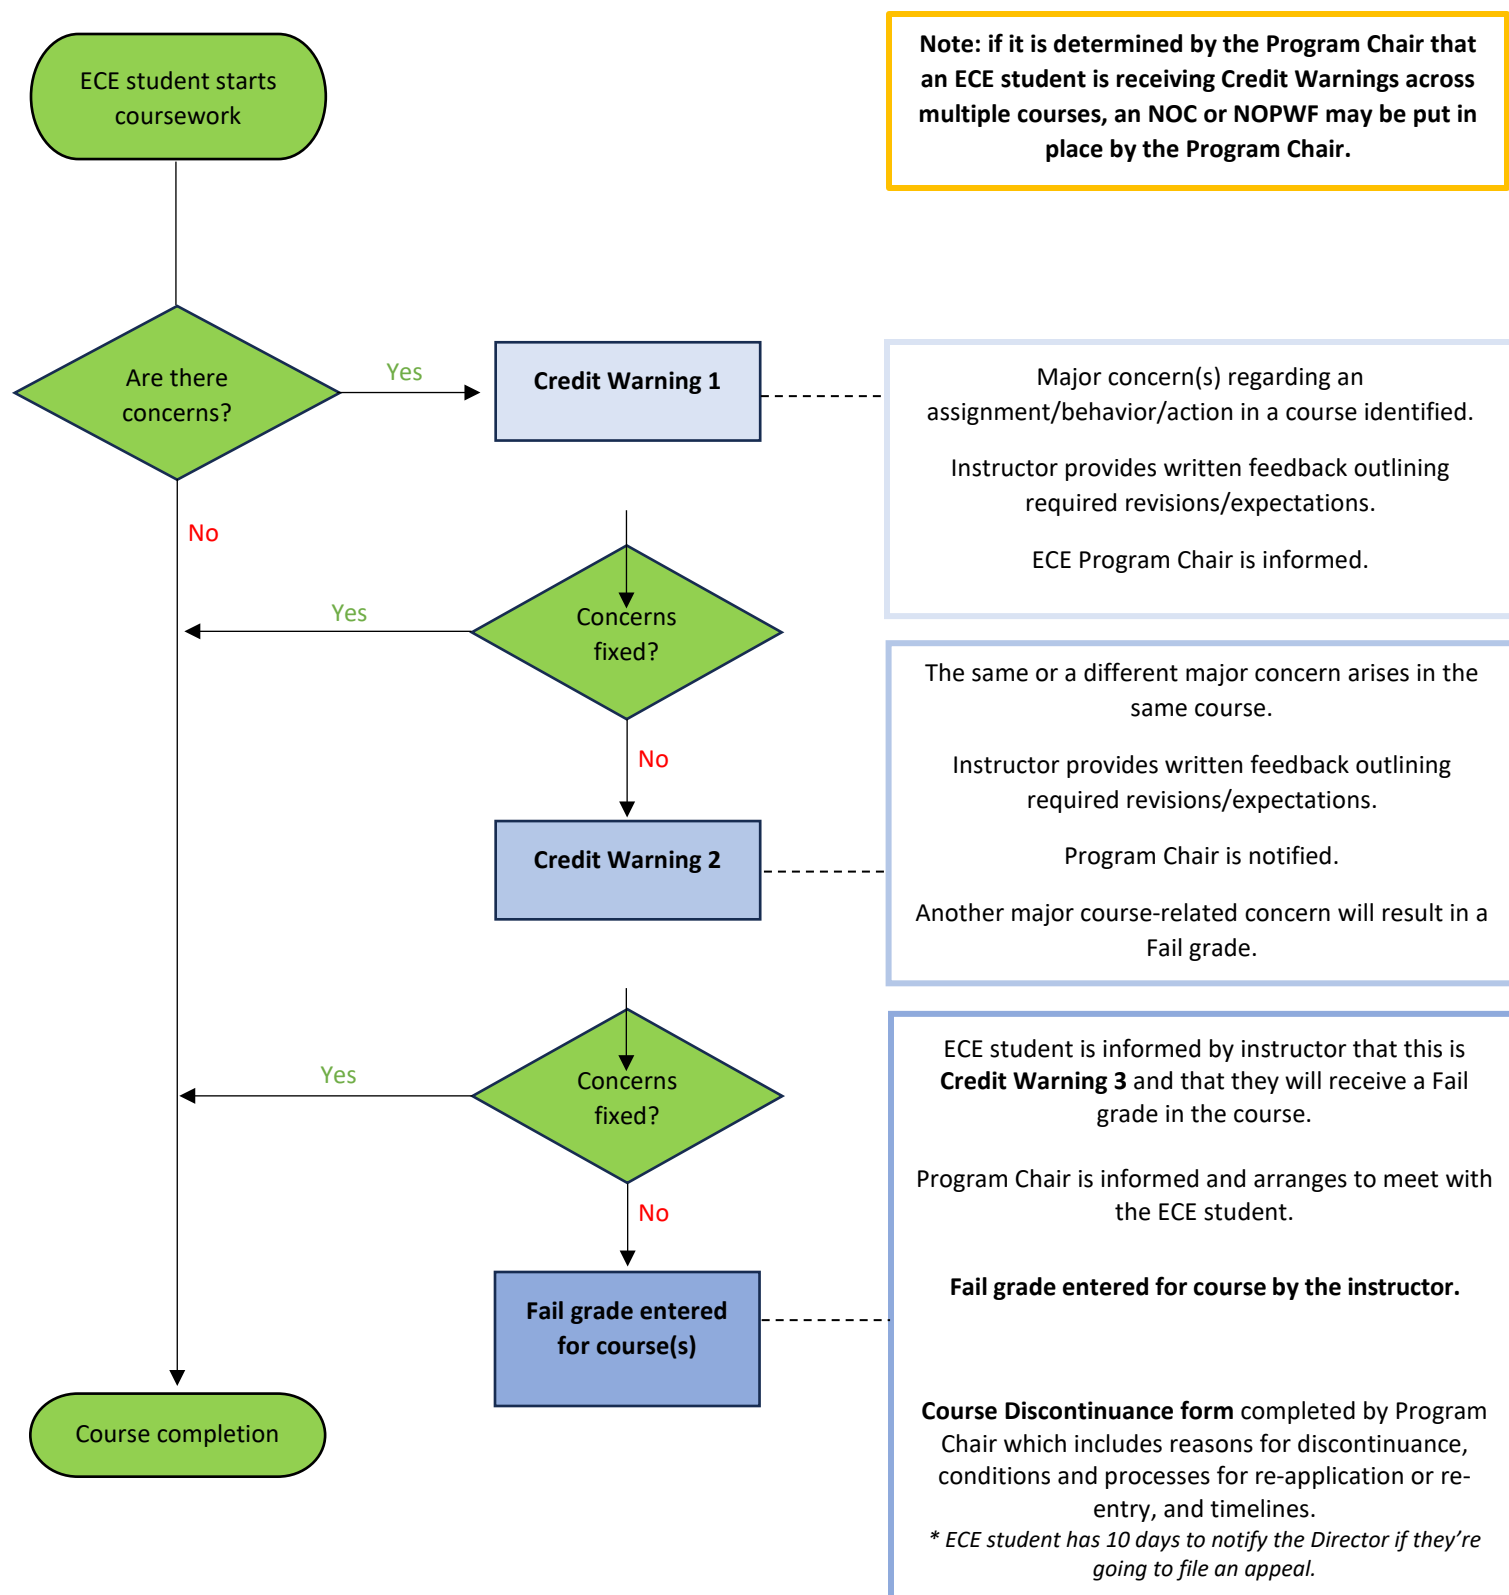 ECE student starts
coursework
Note: if it is determined by the Program Chair that
an ECE student is receiving Credit Warnings across
multiple courses, an NOC or NOPWF may be put in
place by the Program Chair.
Are there
concerns?
Yes
No
Credit Warning 1
Major concern(s) regarding an
assignment/behavior/action in a course identified.
Instructor provides written feedback outlining
required revisions/expectations.
ECE Program Chair is informed.
Concerns
fixed?
Yes
No
Credit Warning 2
The same or a different major concern arises in the
same course.
Instructor provides written feedback outlining
required revisions/expectations.
Program Chair is notified.
Another major course-related concern will result in a
Fail grade.
Concerns
fixed?
Yes
No
Fail grade entered
for course(s)
ECE student is informed by instructor that this is
Credit Warning 3 and that they will receive a Fail
grade in the course.
Program Chair is informed and arranges to meet with
the ECE student.
Fail grade entered for course by the instructor.
Course Discontinuance form completed by Program
Chair which includes reasons for discontinuance,
conditions and processes for re-application or re-
entry, and timelines.
* ECE student has 10 days to notify the Director if they're
going to file an appeal.
Course completion